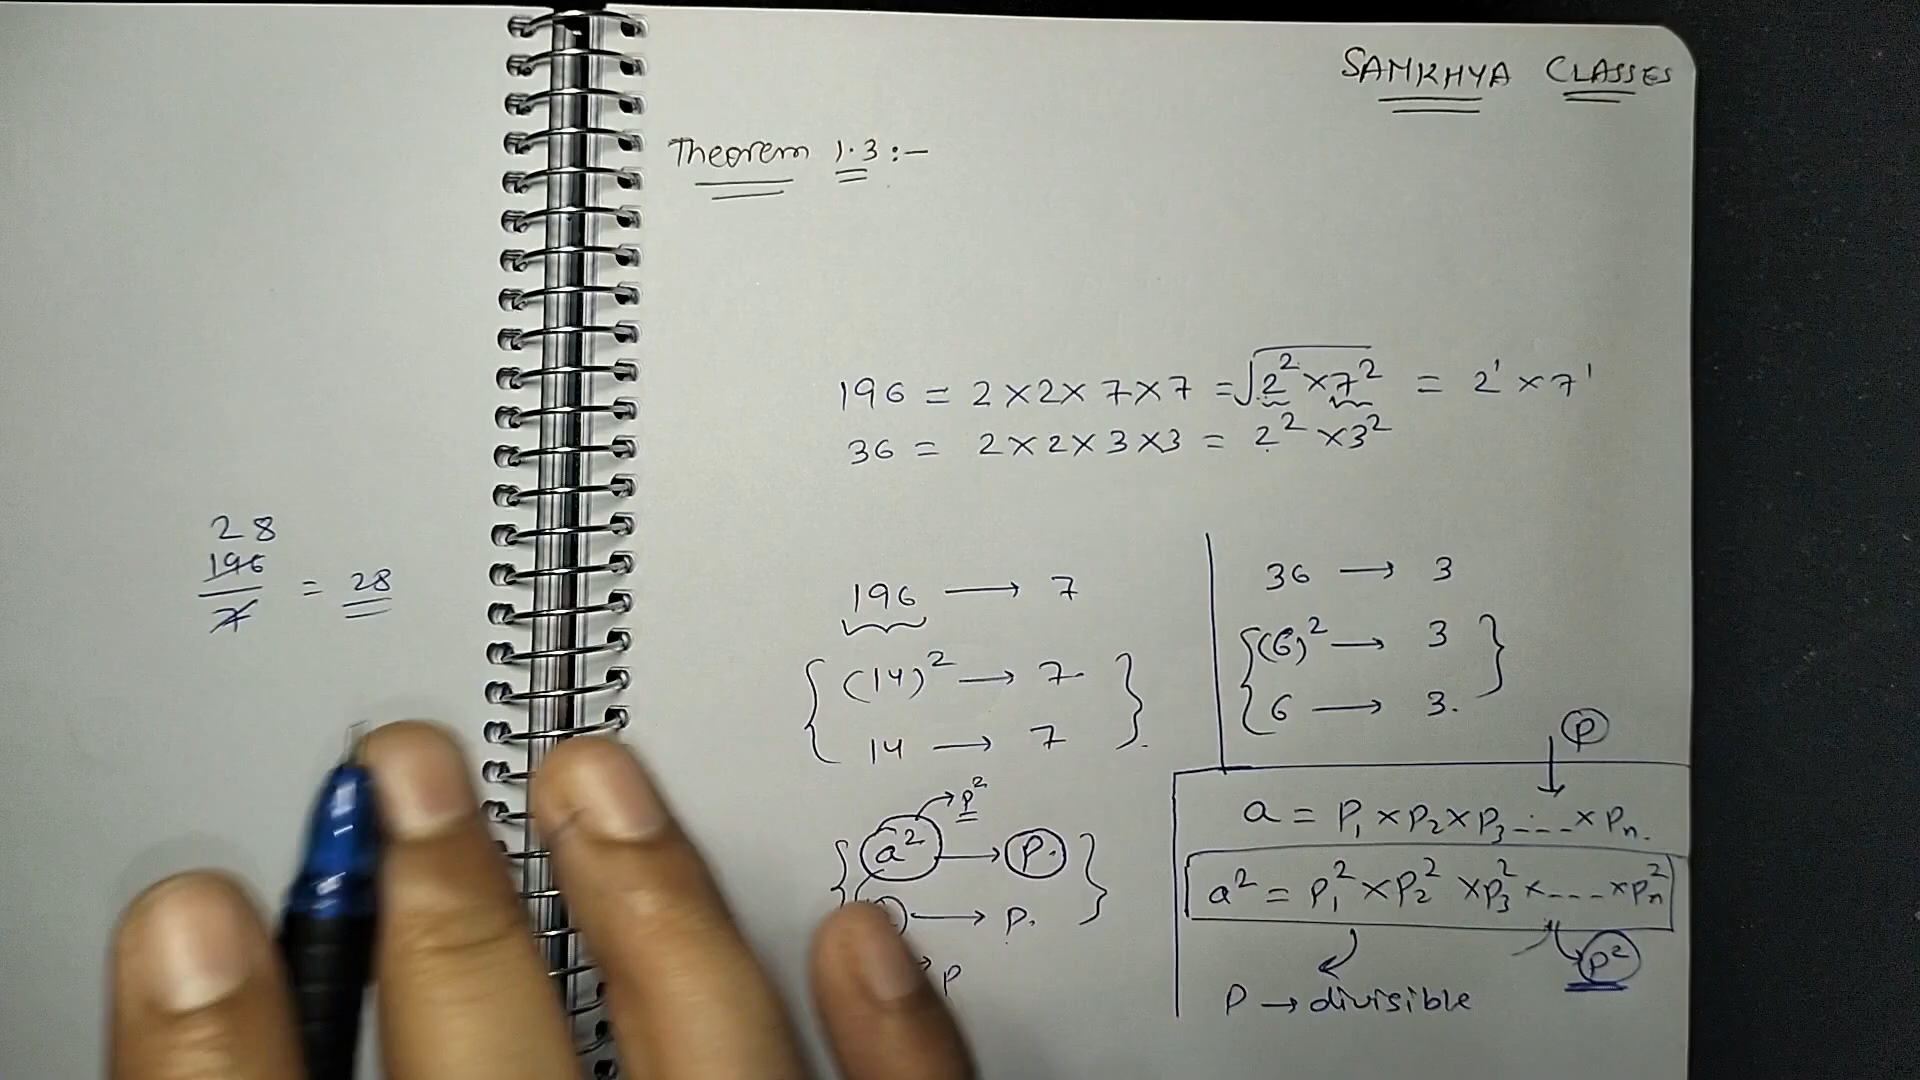 SAMKHYA CLASSES
Theorem 1.3 :-
196 = 2×2×7×7 = √2²×7² = 2¹ × 7¹
36 = 2×2×3×3 = 2² × 3²
28
196
7
= 28
196 → 7
(14)² → 7
14 → 7
36 → 3
(6)² → 3
6 → 3.
p²
a² → p.
→ p.
→ p
p
a = p₁ × p₂ × p₃ ---- × pₙ.
a² = p₁² × p₂² × p₃² × ---- × pₙ²
p²
p → divisible